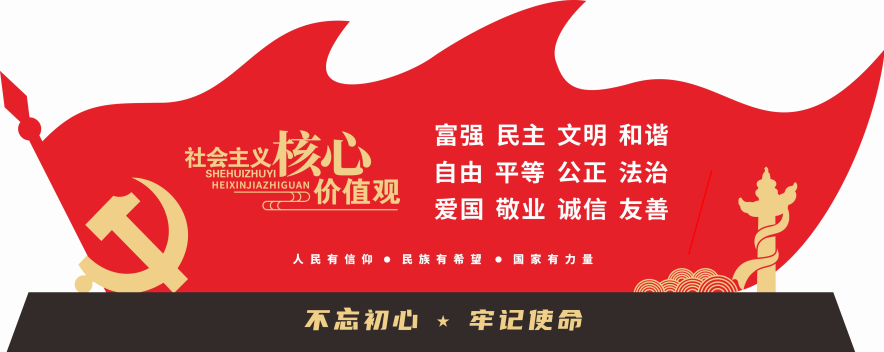 社会主义核心
SHEHUIZHUYI
HEIXINJIAZHIGUAN
价值观
富强 民主 文明 和谐
自由 平等 公正 法治
爱国 敬业 诚信 友善
人民有信仰 ● 民族有希望 ● 国家有力量
不忘初心 ★ 牢记使命